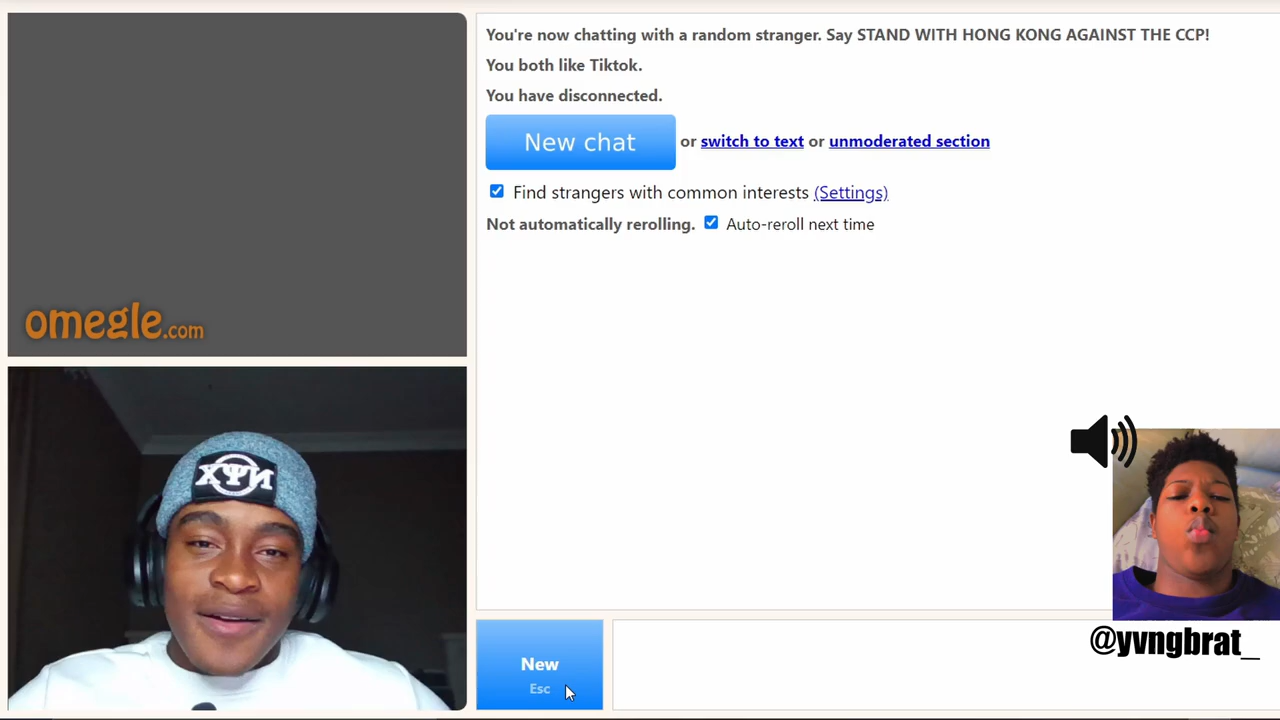 You're now chatting with a random stranger. Say STAND WITH HONG KONG AGAINST THE CCP!
You both like Tiktok.
You have disconnected.
New chat or switch to text or unmoderated section
Find strangers with common interests (Settings)
Not automatically rerolling. Auto-reroll next time
omegle.com
ΧΨИ
New
Esc
@yvngbrat_